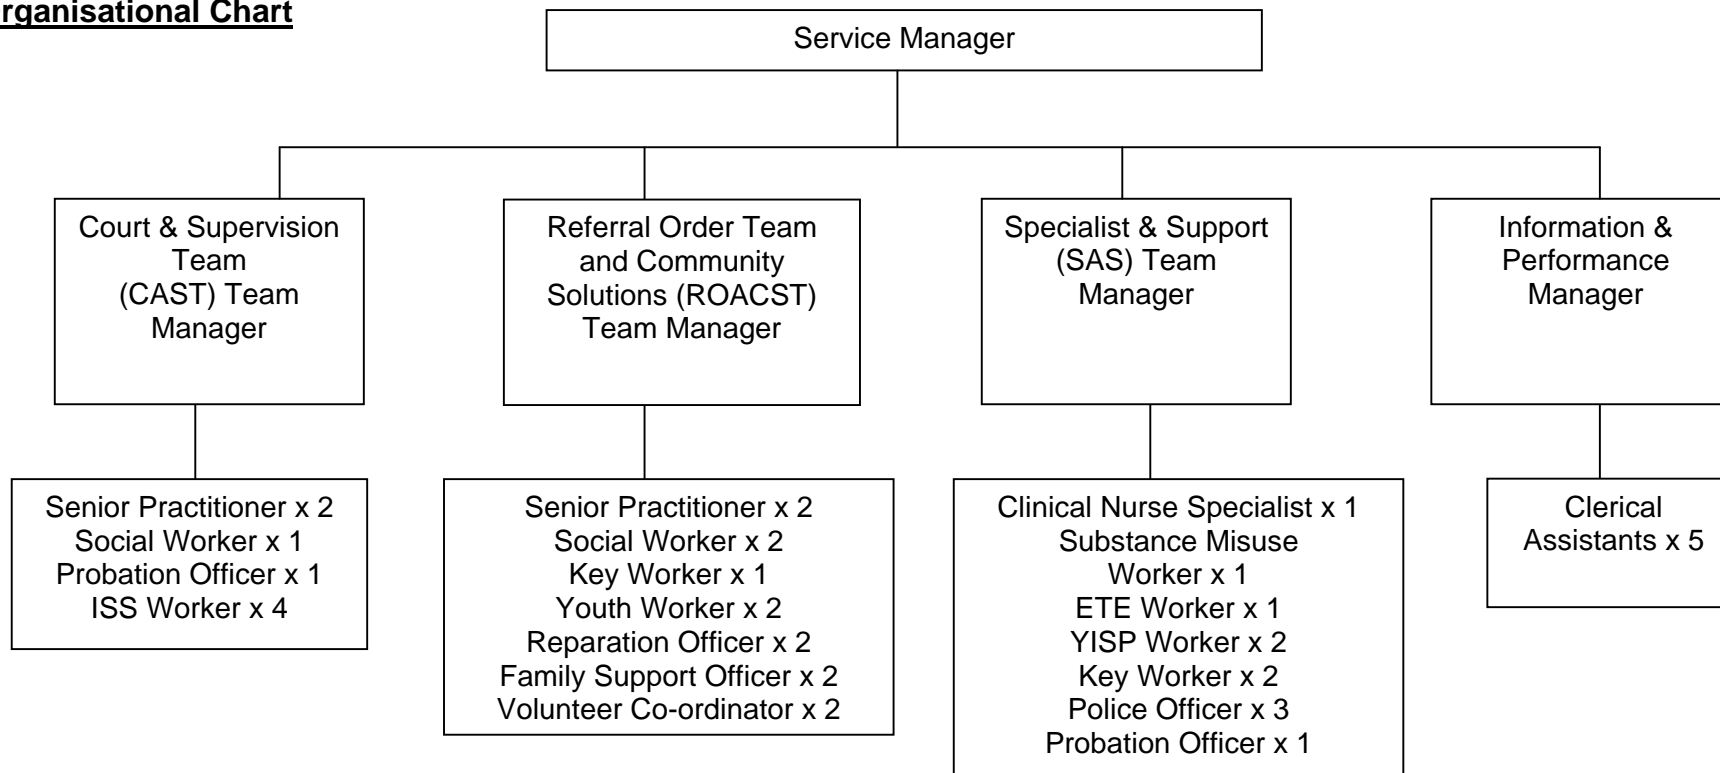 rganisational Chart
Service Manager
Court & Supervision
Team
(CAST) Team
Manager
Referral Order Team
and Community
Solutions (ROACST)
Team Manager
Specialist & Support
(SAS) Team
Manager
Information &
Performance
Manager
Senior Practitioner x 2
Social Worker x 1
Probation Officer x 1
ISS Worker x 4
Senior Practitioner x 2
Social Worker x 2
Key Worker x 1
Youth Worker x 2
Reparation Officer x 2
Family Support Officer x 2
Volunteer Co-ordinator x 2
Clinical Nurse Specialist x 1
Substance Misuse
Worker x 1
ETE Worker x 1
YISP Worker x 2
Key Worker x 2
Police Officer x 3
Probation Officer x 1
Clerical
Assistants x 5